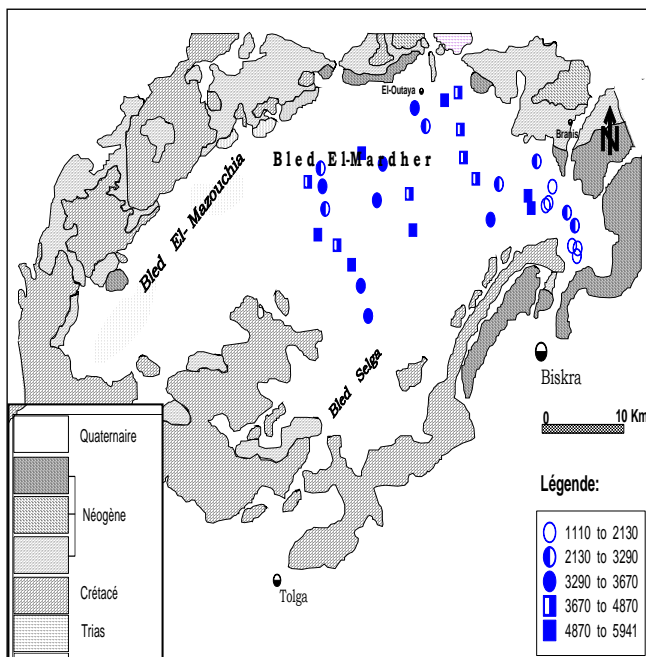 El-Outaya
Branis
N
Bled El-Mardher
Bled El-Mazouchia
Bled Selga
Biskra
0 10 Km
Tolga
Quaternaire
Néogène
Crétacé
Trias
Légende:
1110 to 2130
2130 to 3290
3290 to 3670
3670 to 4870
4870 to 5941